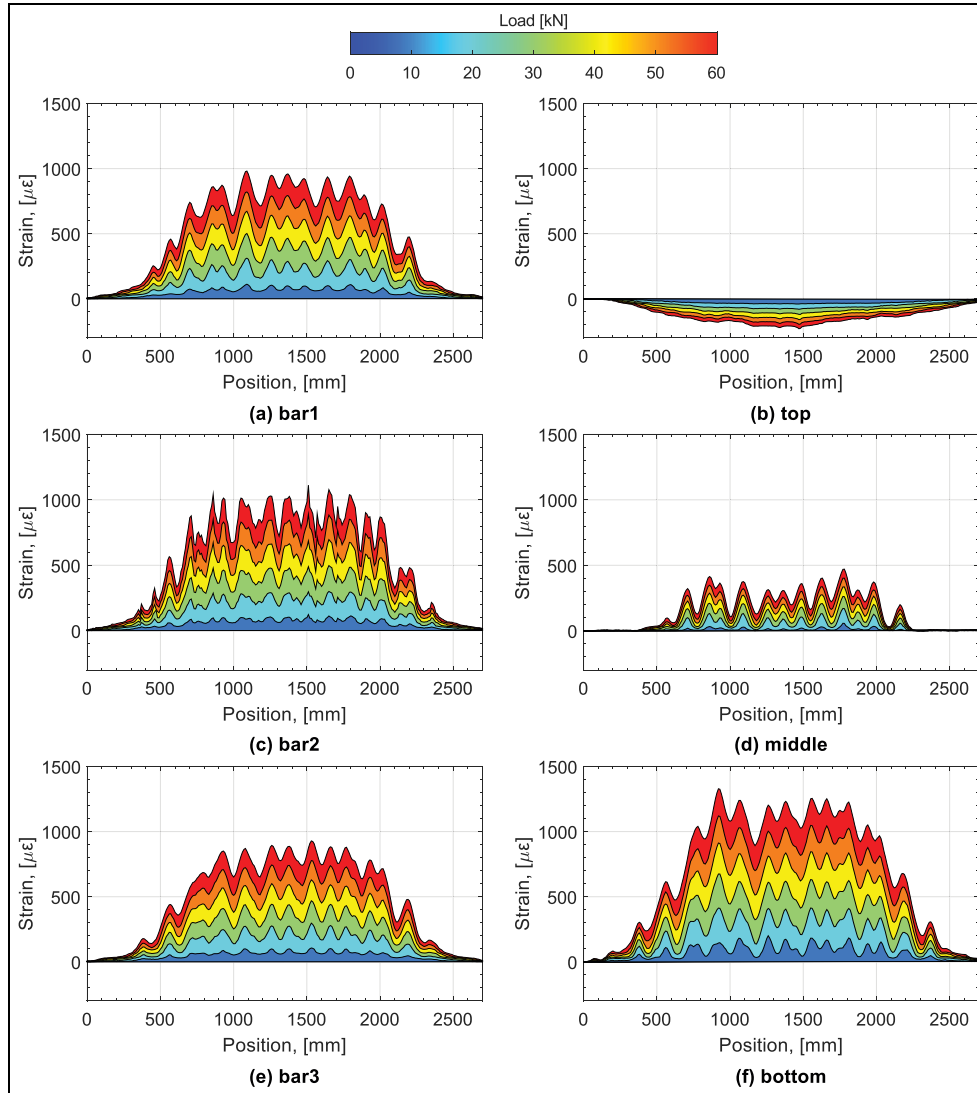 Load [kN]
0 10 20 30 40 50 60
1500
1000
500
0
Strain, [με]
0 500 1000 1500 2000 2500
Position, [mm]
(a) bar1
1500
1000
500
0
Strain, [με]
0 500 1000 1500 2000 2500
Position, [mm]
(b) top
1500
1000
500
0
Strain, [με]
0 500 1000 1500 2000 2500
Position, [mm]
(c) bar2
1500
1000
500
0
Strain, [με]
0 500 1000 1500 2000 2500
Position, [mm]
(d) middle
1500
1000
500
0
Strain, [με]
0 500 1000 1500 2000 2500
Position, [mm]
(e) bar3
1500
1000
500
0
Strain, [με]
0 500 1000 1500 2000 2500
Position, [mm]
(f) bottom